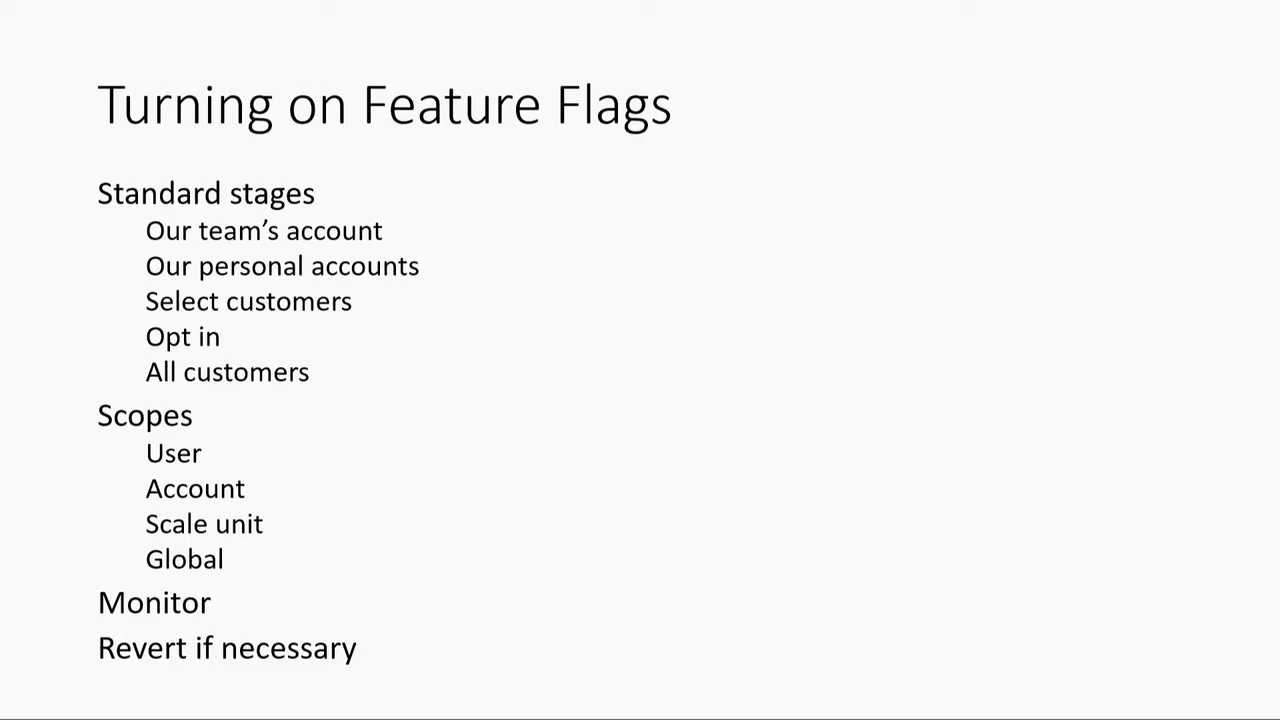 Turning on Feature Flags
Standard stages
Our team’s account
Our personal accounts
Select customers
Opt in
All customers
Scopes
User
Account
Scale unit
Global
Monitor
Revert if necessary